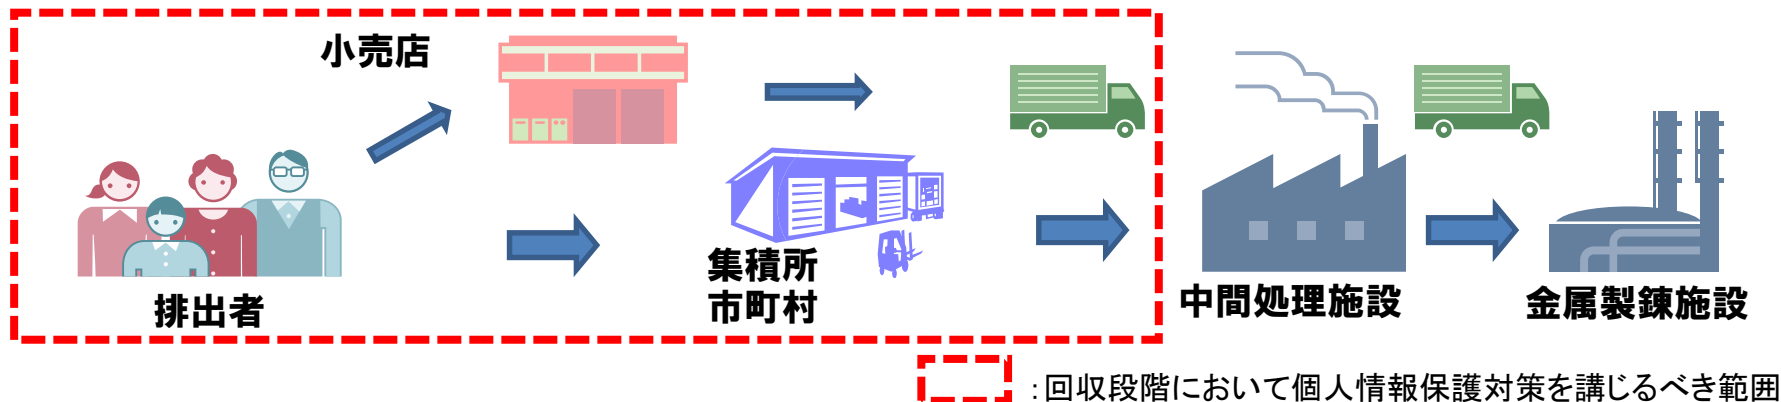 小売店
排出者
集積所
市町村
中間処理施設
金属製錬施設
：回収段階において個人情報保護対策を講じるべき範囲